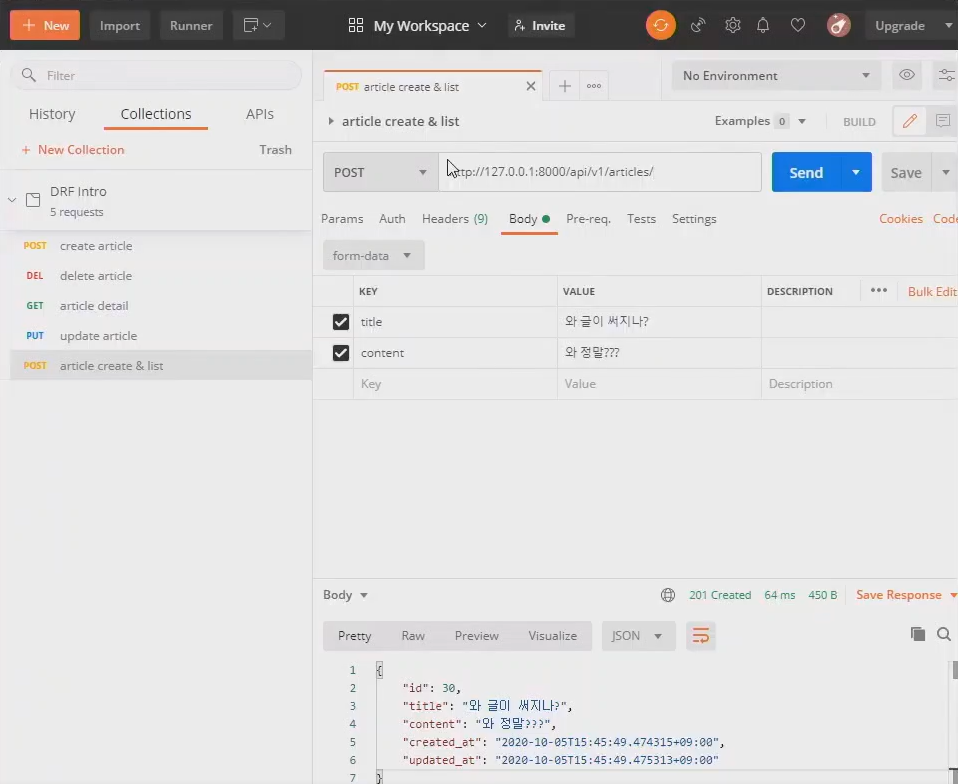 New Import Runner My Workspace Invite Upgrade
Filter
History Collections APIs
New Collection Trash
DRF Intro
5 requests
POST create article
DEL delete article
GET article detail
PUT update article
POST article create & list
POST article create & list No Environment
article create & list Examples 0 BUILD
POST tp://127.0.0.1:8000/api/v1/articles/ Send Save
Params Auth Headers (9) Body Pre-req. Tests Settings Cookies Code
form-data
KEY VALUE DESCRIPTION Bulk Edit
title 와 글이 써지나?
content 와 정말???
Key Value Description
Body 201 Created 64 ms 450 B Save Response
Pretty Raw Preview Visualize JSON
1 {
2 "id": 30,
3 "title": "와 글이 써지나?",
4 "content": "와 정말???",
5 "created_at": "2020-10-05T15:45:49.474315+09:00",
6 "updated_at": "2020-10-05T15:45:49.475313+09:00"
7 }